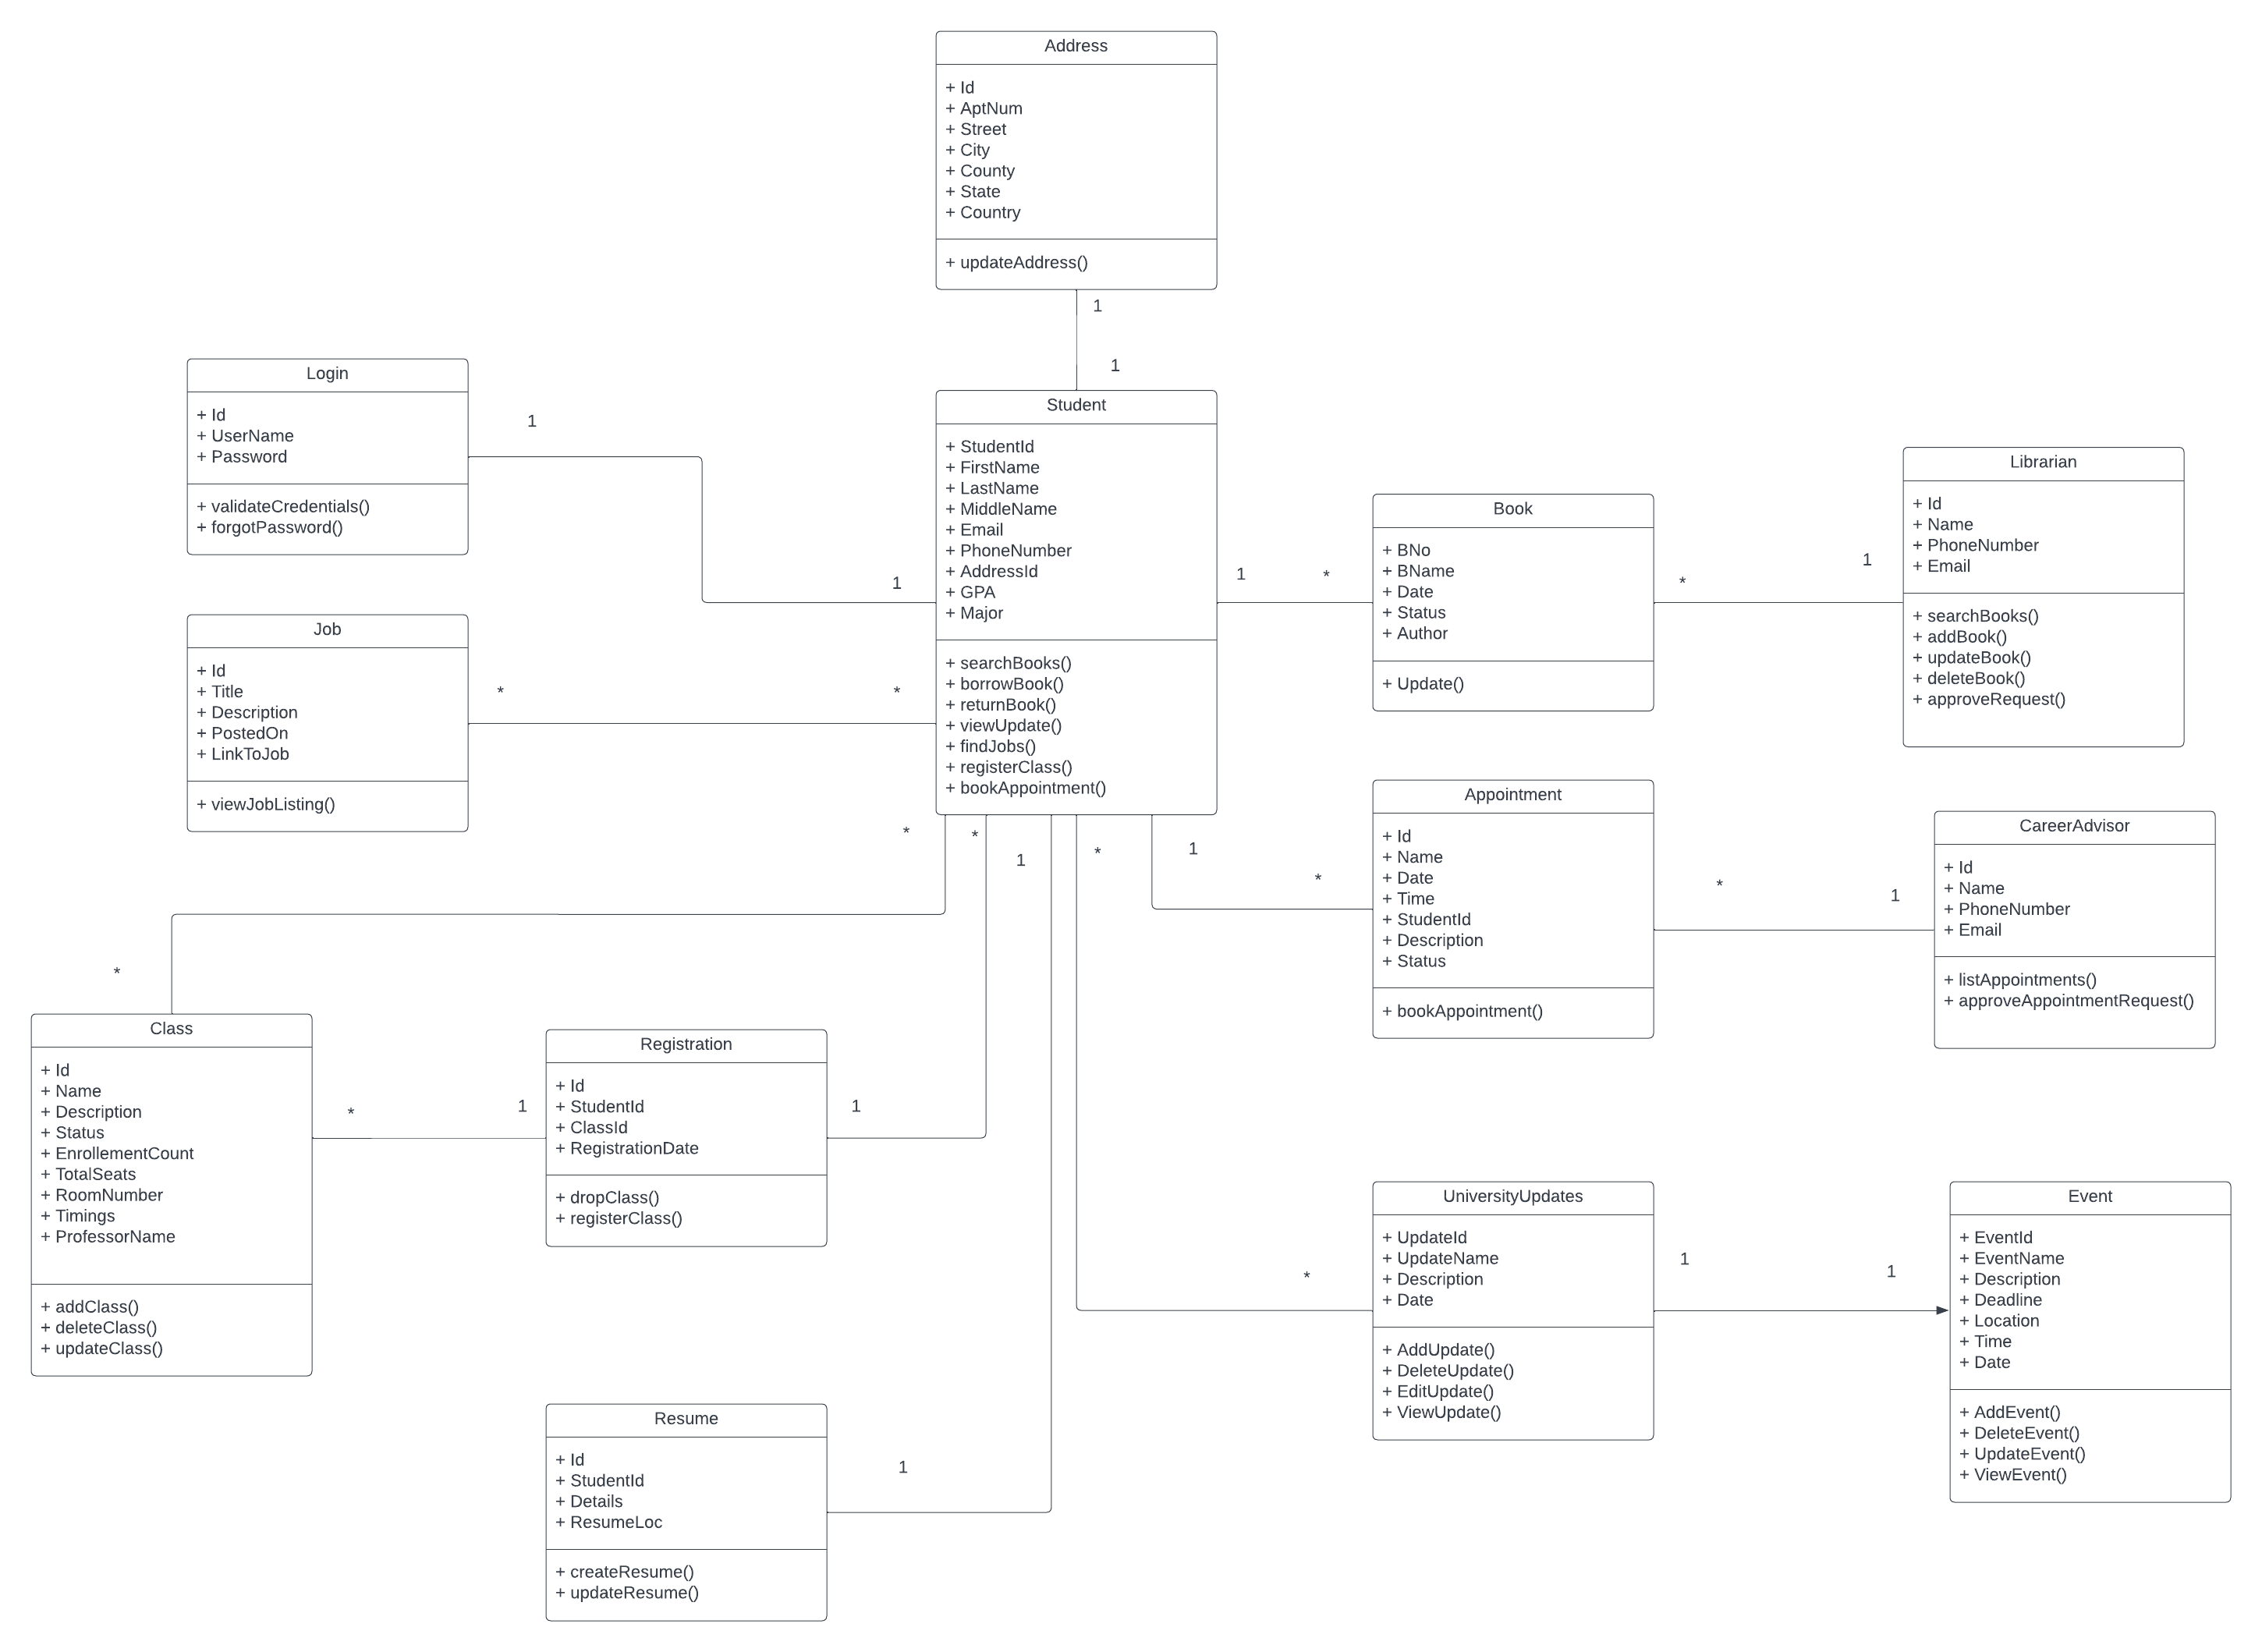 Address
+ Id
+ AptNum
+ Street
+ City
+ County
+ State
+ Country
+ updateAddress()
1
1
Login
+ Id
+ UserName
+ Password
+ validateCredentials()
+ forgotPassword()
1
1
Student
+ StudentId
+ FirstName
+ LastName
+ MiddleName
+ Email
+ PhoneNumber
+ AddressId
+ GPA
+ Major
+ searchBooks()
+ borrowBook()
+ returnBook()
+ viewUpdate()
+ findJobs()
+ registerClass()
+ bookAppointment()
1
*
Book
+ BNo
+ BName
+ Date
+ Status
+ Author
+ Update()
*
1
Librarian
+ Id
+ Name
+ PhoneNumber
+ Email
+ searchBooks()
+ addBook()
+ updateBook()
+ deleteBook()
+ approveRequest()
Job
+ Id
+ Title
+ Description
+ PostedOn
+ LinkToJob
+ viewJobListing()
*
*
*
*
1
*
1
*
Appointment
+ Id
+ Name
+ Date
+ Time
+ StudentId
+ Description
+ Status
+ bookAppointment()
*
1
CareerAdvisor
+ Id
+ Name
+ PhoneNumber
+ Email
+ listAppointments()
+ approveAppointmentRequest()
*
Class
+ Id
+ Name
+ Description
+ Status
+ EnrollementCount
+ TotalSeats
+ RoomNumber
+ Timings
+ ProfessorName
+ addClass()
+ deleteClass()
+ updateClass()
*
1
Registration
+ Id
+ StudentId
+ ClassId
+ RegistrationDate
+ dropClass()
+ registerClass()
1
*
UniversityUpdates
+ UpdateId
+ UpdateName
+ Description
+ Date
+ AddUpdate()
+ DeleteUpdate()
+ EditUpdate()
+ ViewUpdate()
1
1
Event
+ EventId
+ EventName
+ Description
+ Deadline
+ Location
+ Time
+ Date
+ AddEvent()
+ DeleteEvent()
+ UpdateEvent()
+ ViewEvent()
Resume
+ Id
+ StudentId
+ Details
+ ResumeLoc
+ createResume()
+ updateResume()
1